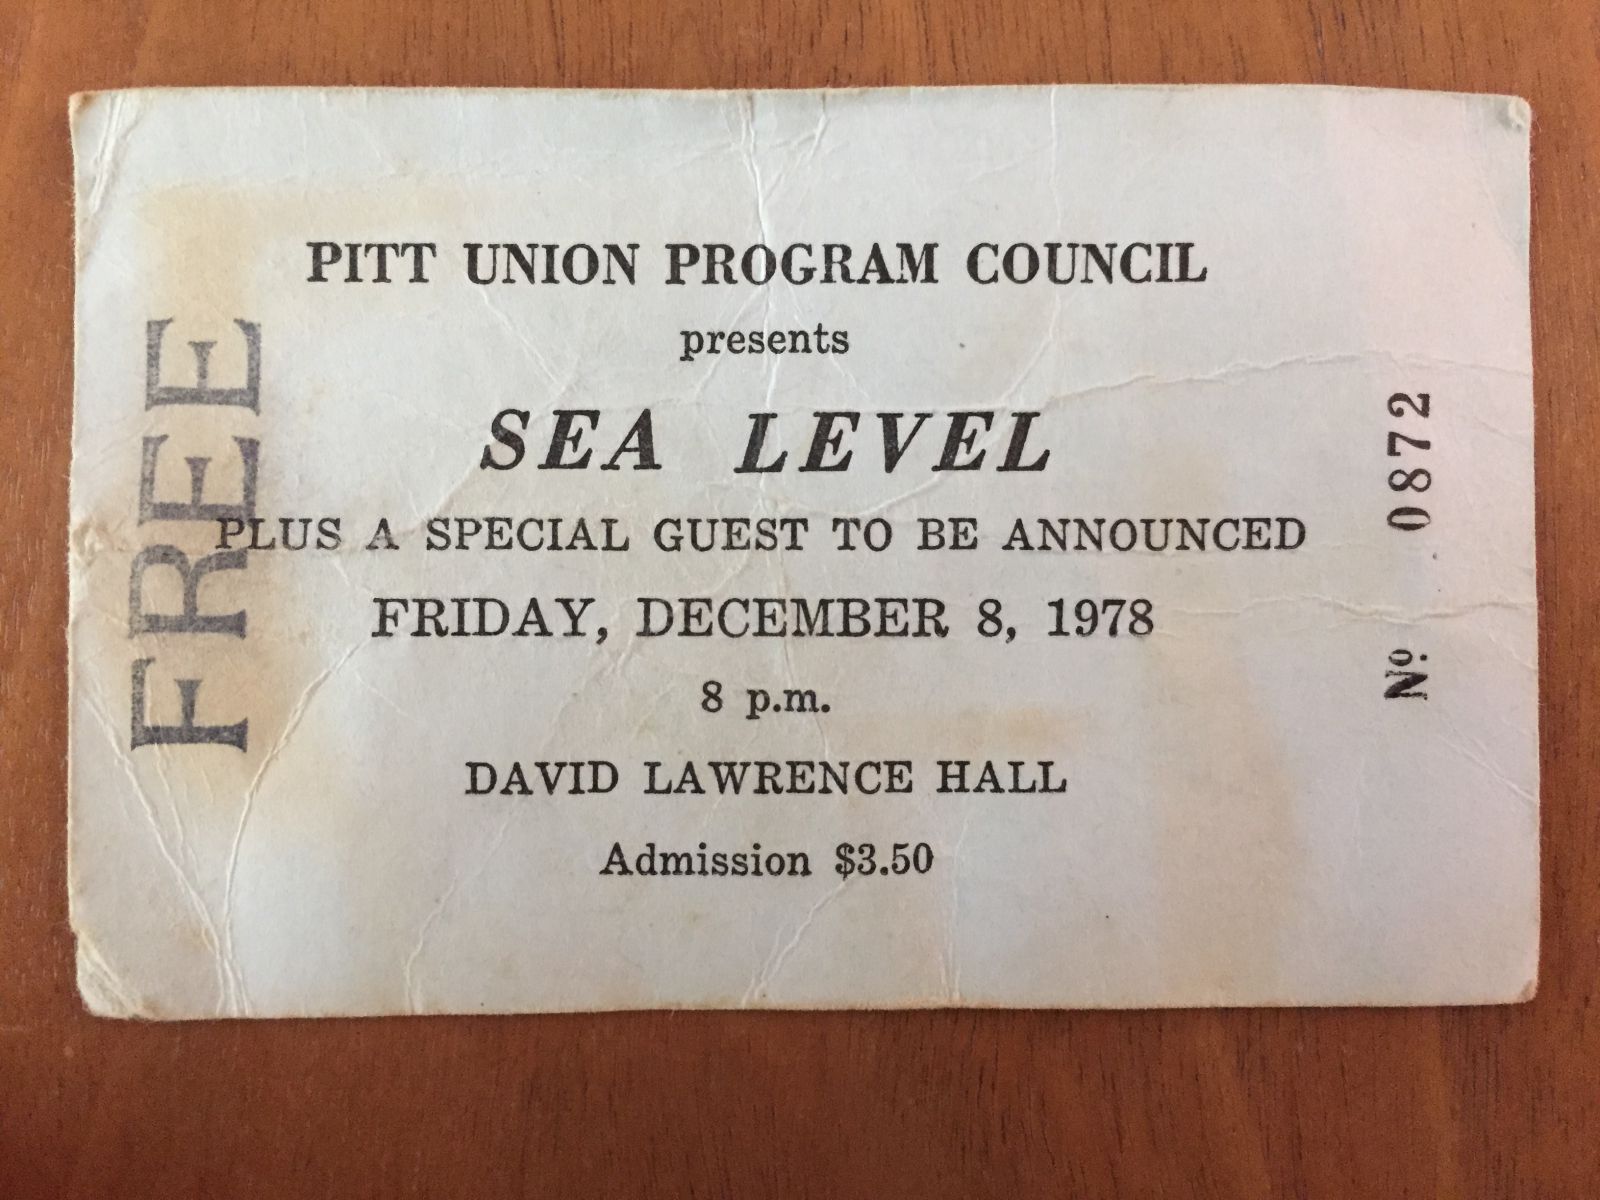 PITT UNION PROGRAM COUNCIL
presents
SEA LEVEL
PLUS A SPECIAL GUEST TO BE ANNOUNCED
FRIDAY, DECEMBER 8, 1978
8 p.m.
DAVID LAWRENCE HALL
Admission $3.50
FREE
Nº. 0872